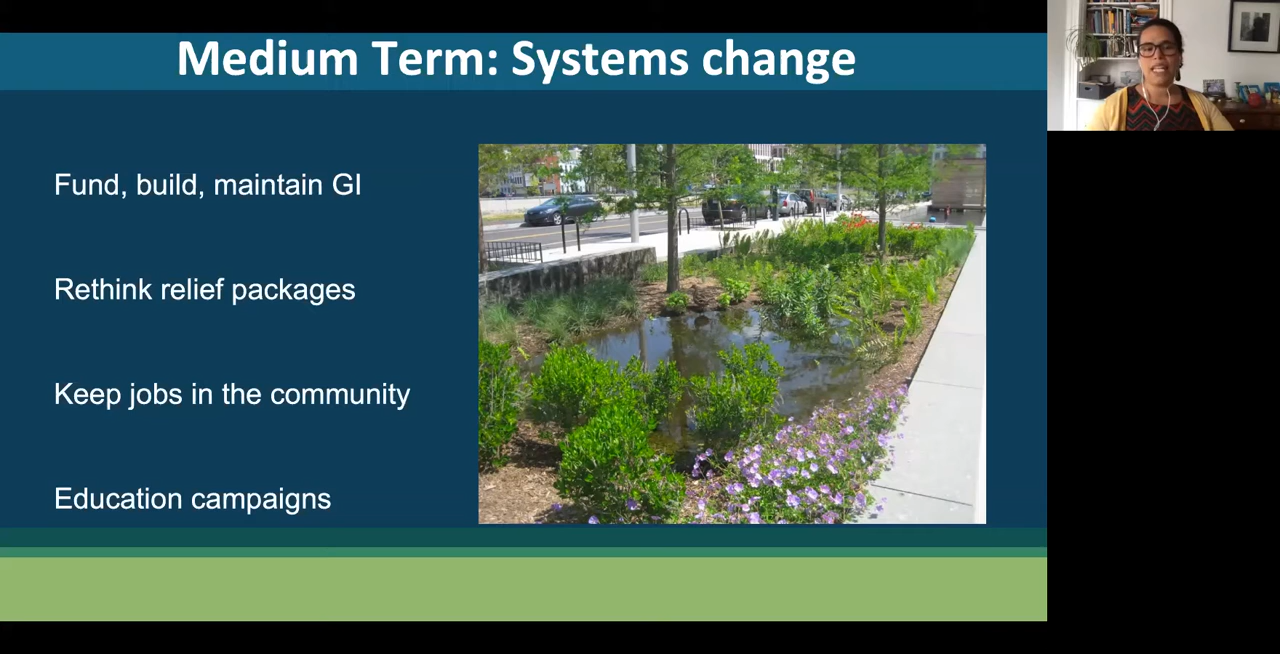 Medium Term: Systems change
Fund, build, maintain GI
Rethink relief packages
Keep jobs in the community
Education campaigns